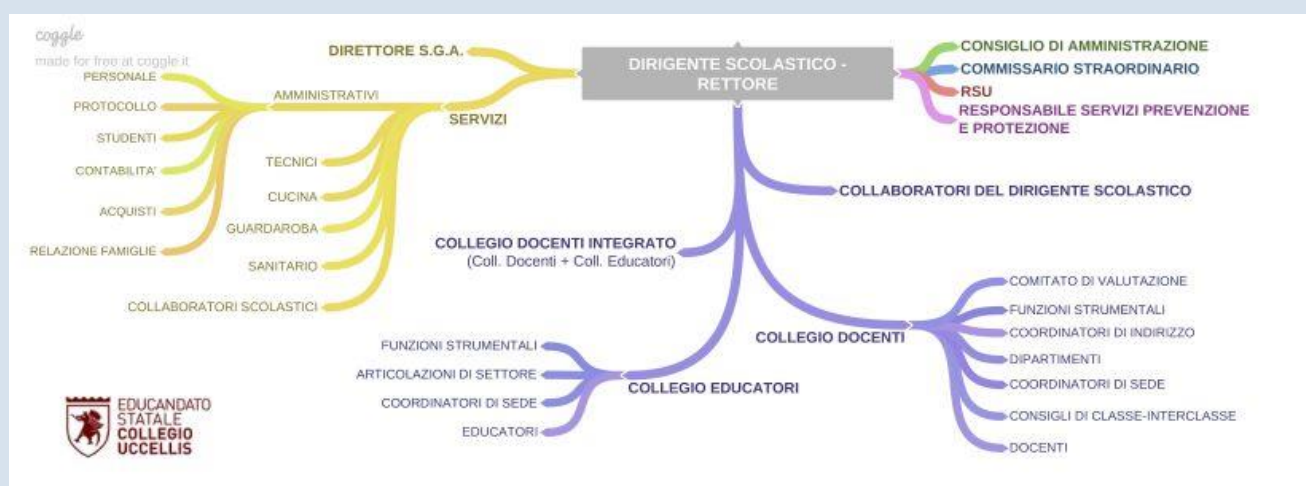 coggle
made for free at coggle.it
DIRIGENTE SCOLASTICO -
RETTORE
DIRETTORE S.G.A.
SERVIZI
AMMINISTRATIVI
PERSONALE
PROTOCOLLO
STUDENTI
CONTABILITA'
ACQUISTI
RELAZIONE FAMIGLIE
TECNICI
CUCINA
GUARDAROBA
SANITARIO
COLLABORATORI SCOLASTICI
CONSIGLIO DI AMMINISTRAZIONE
COMMISSARIO STRAORDINARIO
RSU
RESPONSABILE SERVIZI PREVENZIONE
E PROTEZIONE
COLLABORATORI DEL DIRIGENTE SCOLASTICO
COLLEGIO DOCENTI INTEGRATO
(Coll. Docenti + Coll. Educatori)
COLLEGIO DOCENTI
COMITATO DI VALUTAZIONE
FUNZIONI STRUMENTALI
COORDINATORI DI INDIRIZZO
DIPARTIMENTI
COORDINATORI DI SEDE
CONSIGLI DI CLASSE-INTERCLASSE
DOCENTI
COLLEGIO EDUCATORI
FUNZIONI STRUMENTALI
ARTICOLAZIONI DI SETTORE
COORDINATORI DI SEDE
EDUCATORI
EDUCANDATO
STATALE
COLLEGIO
UCCELLIS